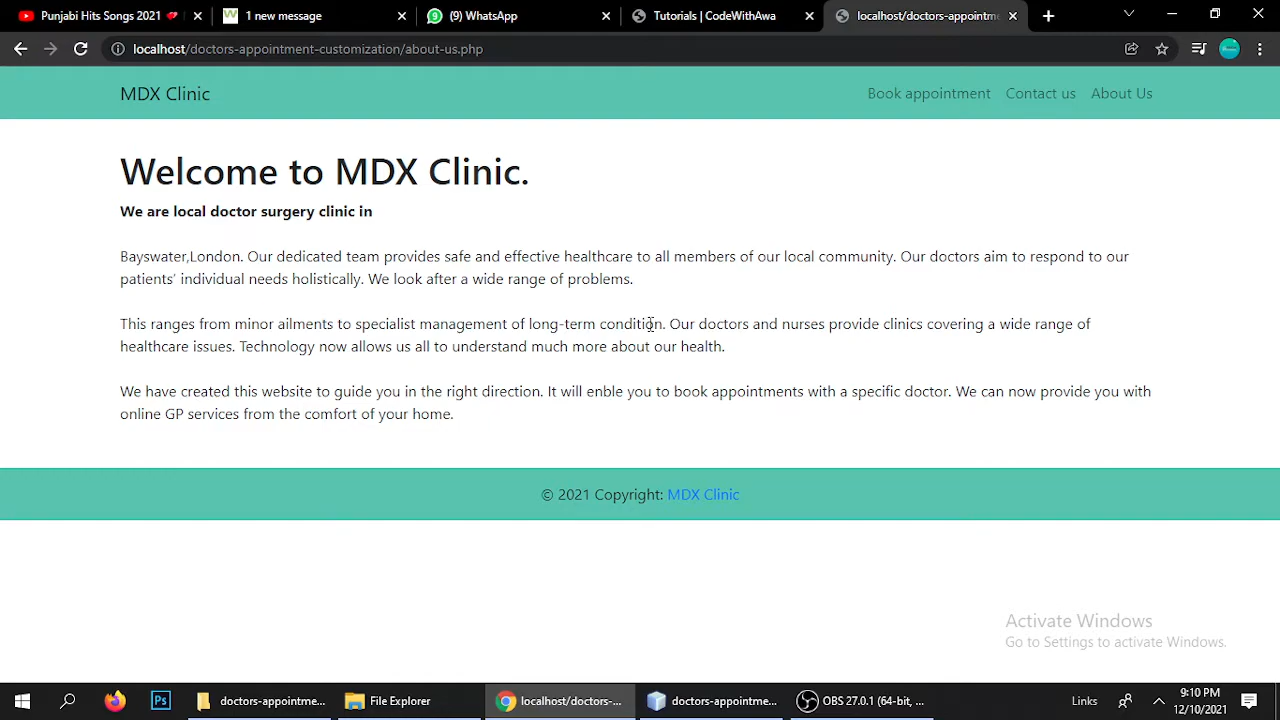 Punjabi Hits Songs 2021
1 new message
(9) WhatsApp
Tutorials | CodeWithAwa
localhost/doctors-appointme
localhost/doctors-appointment-customization/about-us.php
MDX Clinic
Book appointment
Contact us
About Us
Welcome to MDX Clinic.
We are local doctor surgery clinic in
Bayswater,London. Our dedicated team provides safe and effective healthcare to all members of our local community. Our doctors aim to respond to our
patients' individual needs holistically. We look after a wide range of problems.
This ranges from minor ailments to specialist management of long-term condition. Our doctors and nurses provide clinics covering a wide range of
healthcare issues. Technology now allows us all to understand much more about our health.
We have created this website to guide you in the right direction. It will enble you to book appointments with a specific doctor. We can now provide you with
online GP services from the comfort of your home.
© 2021 Copyright: MDX Clinic
Activate Windows
Go to Settings to activate Windows.
Ps
doctors-appointme...
File Explorer
localhost/doctors-...
doctors-appointme...
OBS 27.0.1 (64-bit, ...
Links
9:10 PM
12/10/2021